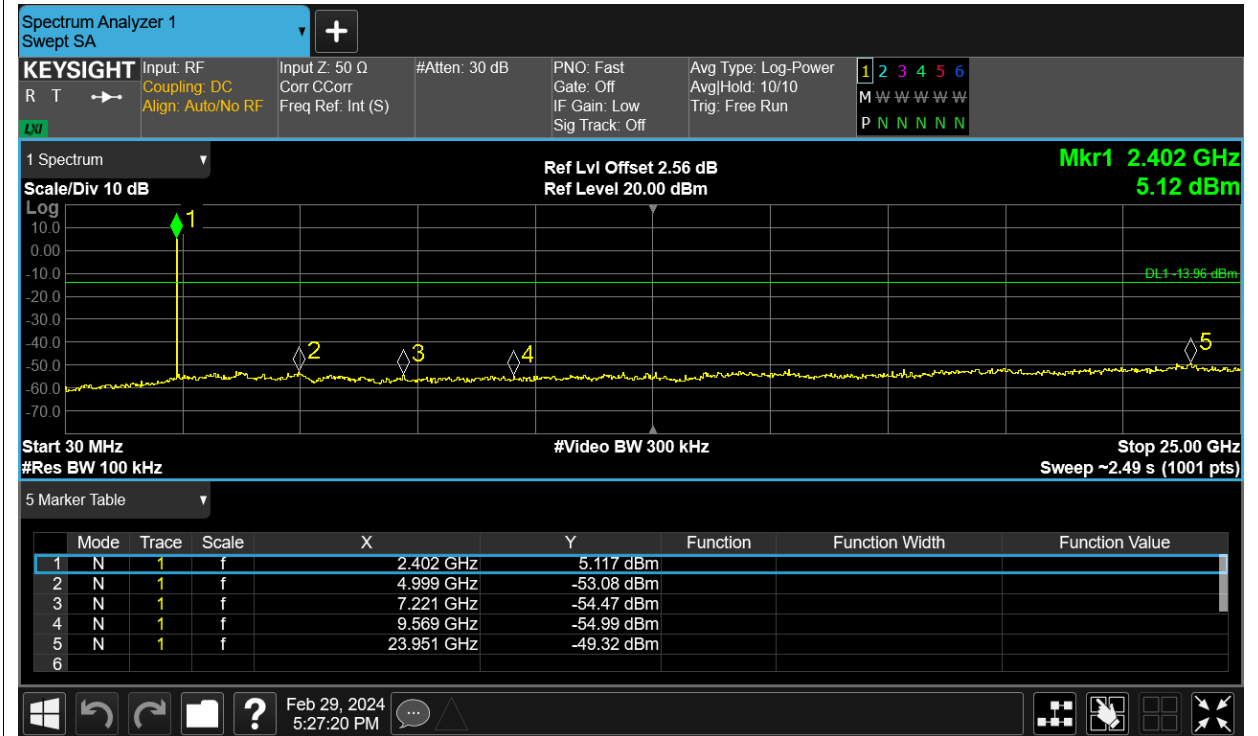 Spectrum Analyzer 1
Swept SA
+
KEYSIGHT
R T
LXI
Input: RF
Coupling: DC
Align: Auto/No RF
Input Z: 50 Ω
Corr CCorr
Freq Ref: Int (S)
#Atten: 30 dB
PNO: Fast
Gate: Off
IF Gain: Low
Sig Track: Off
Avg Type: Log-Power
Avg|Hold: 10/10
Trig: Free Run
1 2 3 4 5 6
M W W W W W
P N N N N N
1 Spectrum
Scale/Div 10 dB
Ref Lvl Offset 2.56 dB
Ref Level 20.00 dBm
Mkr1 2.402 GHz
5.12 dBm
Log
10.0
0.00
-10.0
-20.0
-30.0
-40.0
-50.0
-60.0
-70.0
1
DL1 -13.96 dBm
2
3
4
5
Start 30 MHz
#Res BW 100 kHz
#Video BW 300 kHz
Stop 25.00 GHz
Sweep ~2.49 s (1001 pts)
5 Marker Table
Mode Trace Scale X Y Function Function Width Function Value
1 N 1 f 2.402 GHz 5.117 dBm
2 N 1 f 4.999 GHz -53.08 dBm
3 N 1 f 7.221 GHz -54.47 dBm
4 N 1 f 9.569 GHz -54.99 dBm
5 N 1 f 23.951 GHz -49.32 dBm
6
?
Feb 29, 2024
5:27:20 PM